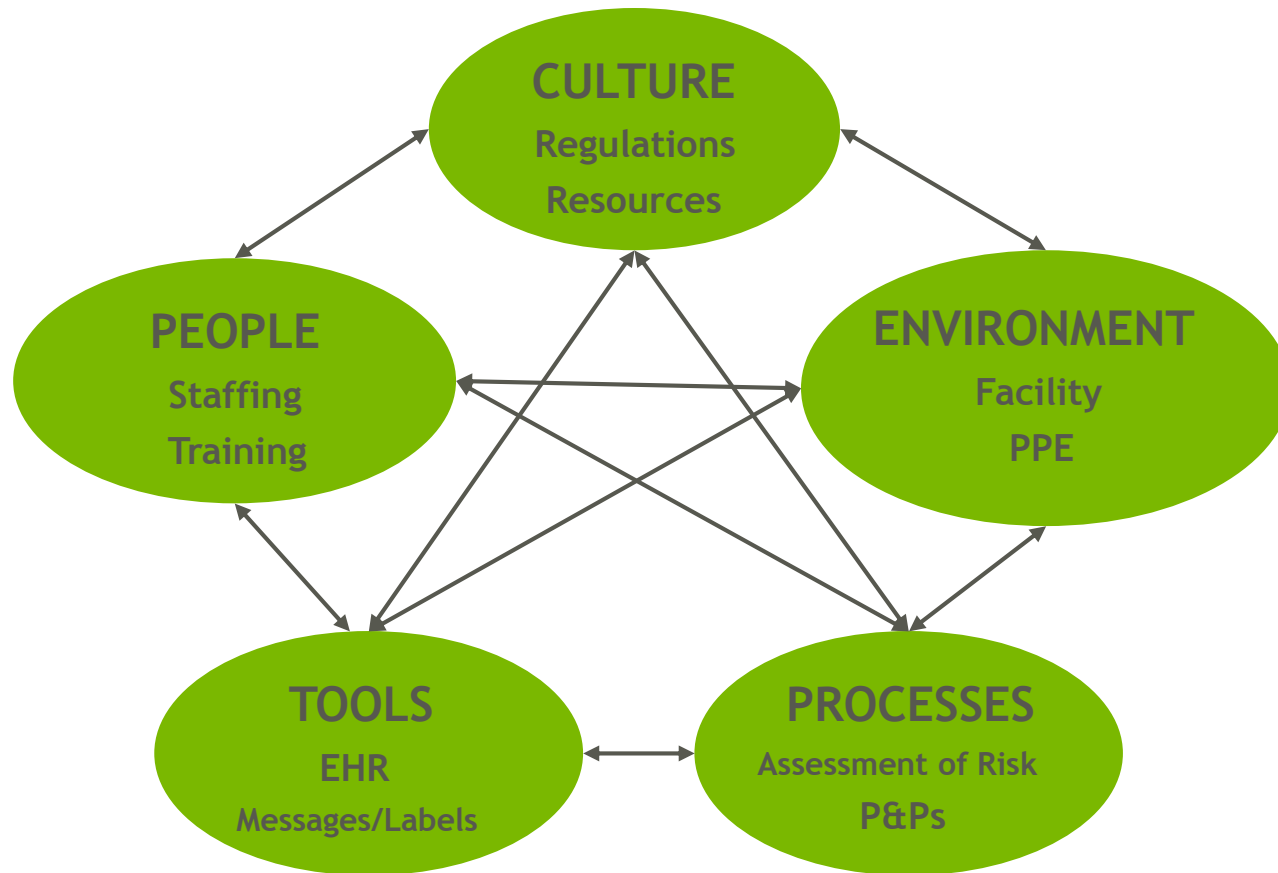 CULTURE
Regulations
Resources
PEOPLE
Staffing
Training
ENVIRONMENT
Facility
PPE
TOOLS
EHR
Messages/Labels
PROCESSES
Assessment of Risk
P&Ps